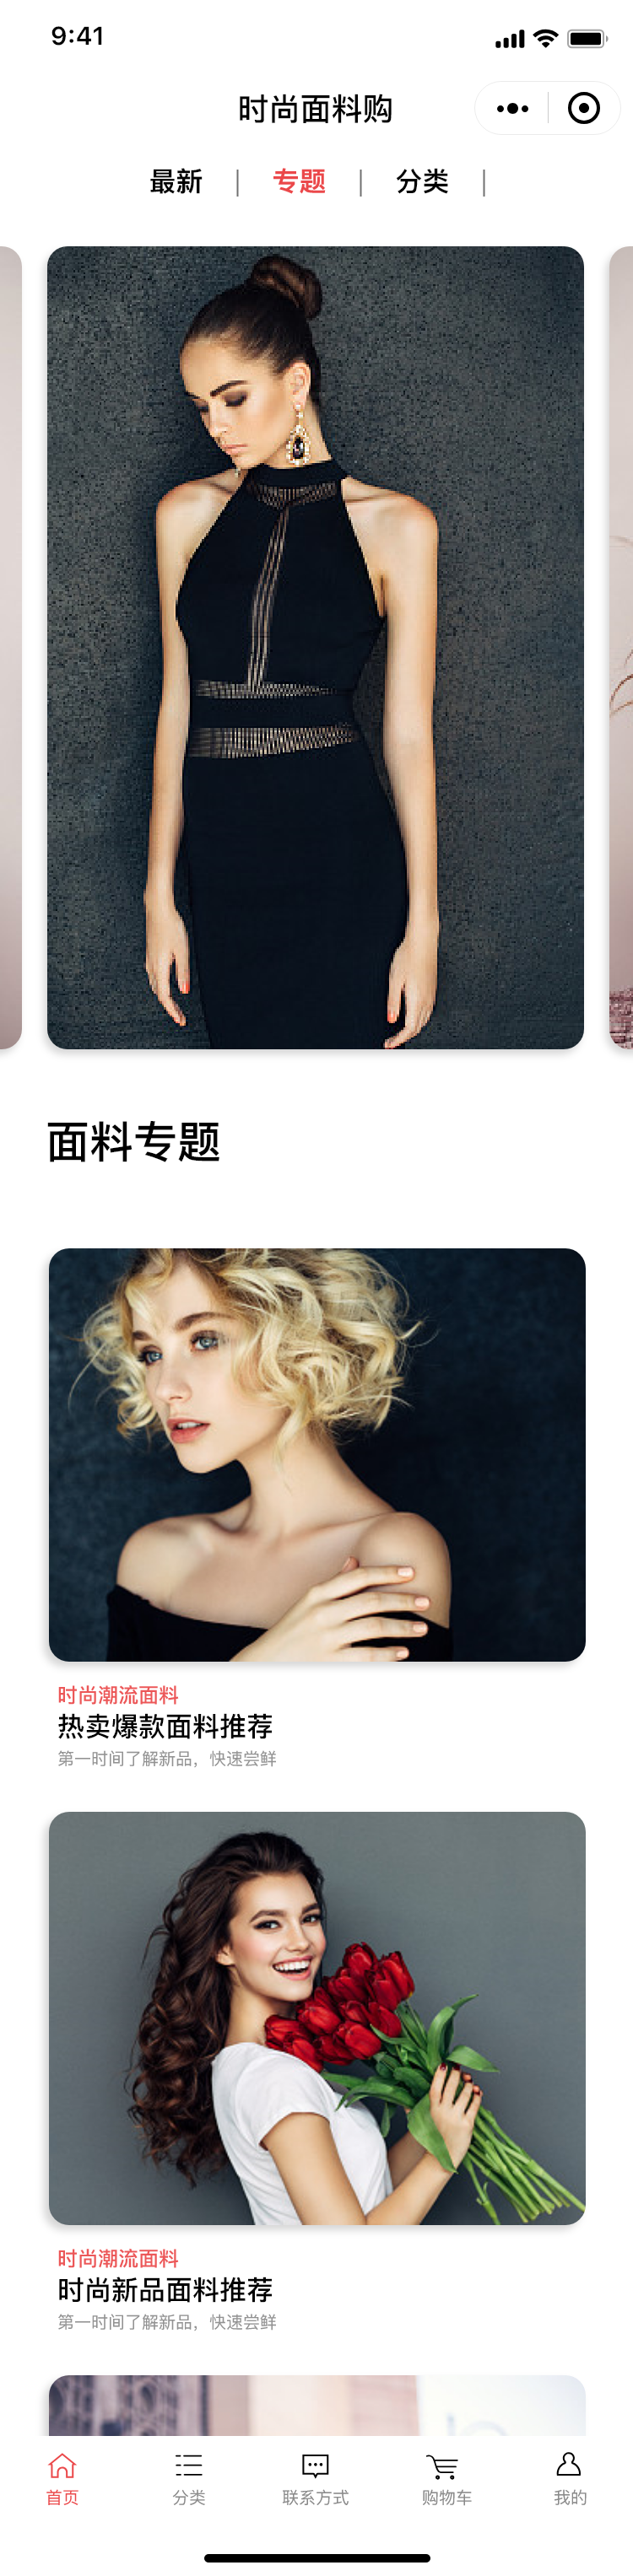 9:41
时尚面料购
最新 | 专题 | 分类 |
面料专题
时尚潮流面料
热卖爆款面料推荐
第一时间了解新品，快速尝鲜
时尚潮流面料
时尚新品面料推荐
第一时间了解新品，快速尝鲜
首页 分类 联系方式 购物车 我的